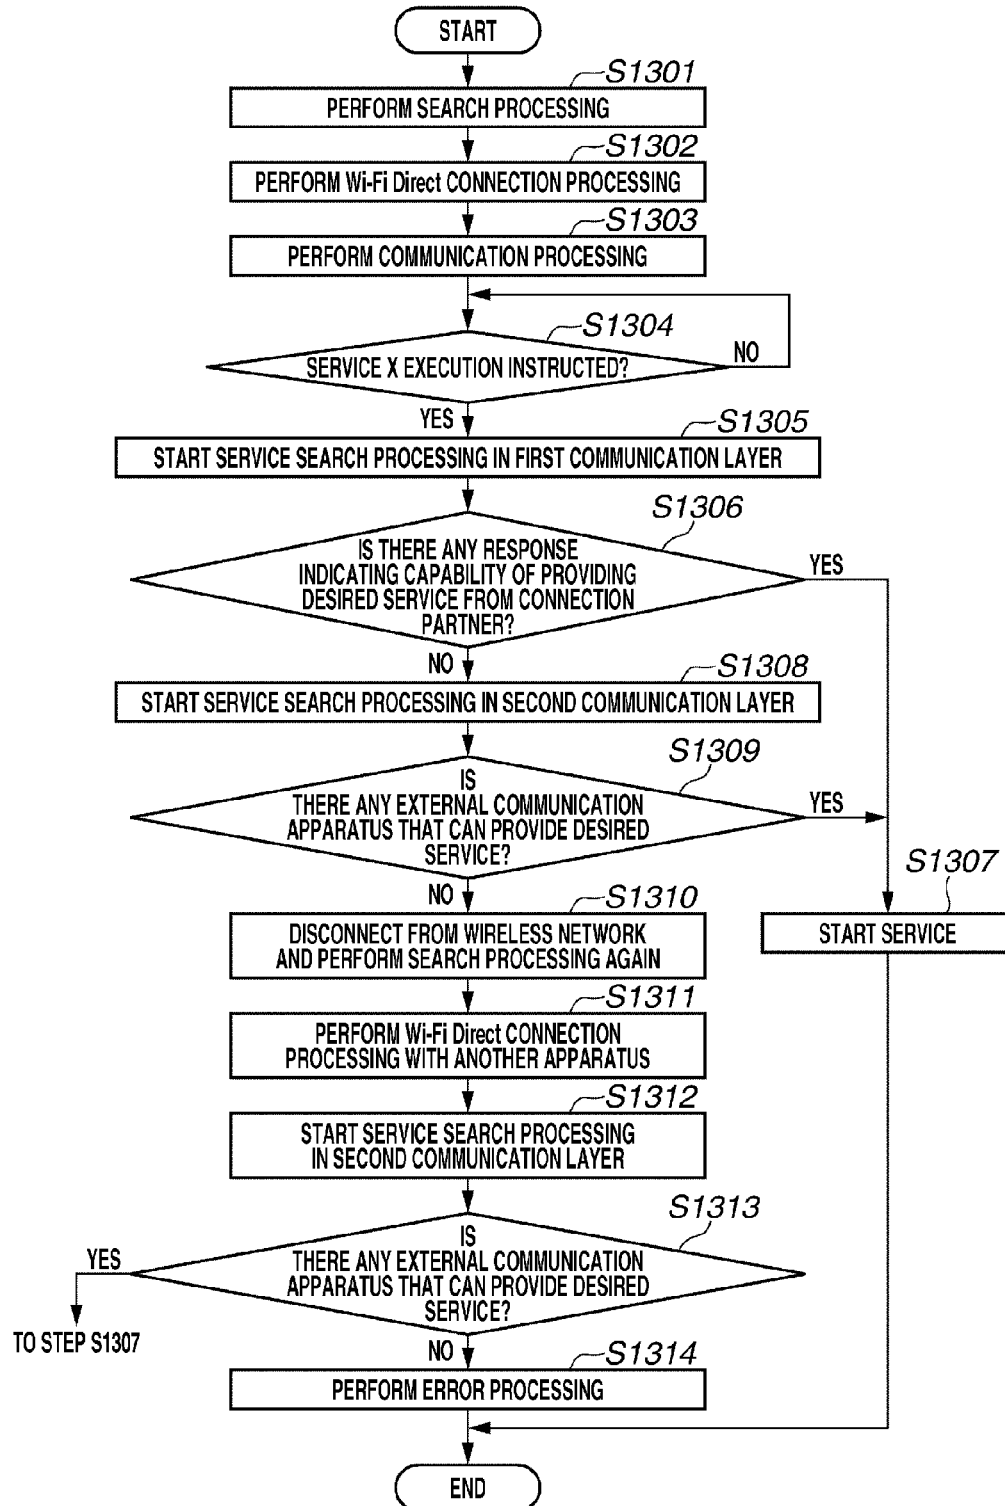 START
S1301
PERFORM SEARCH PROCESSING
S1302
PERFORM Wi-Fi Direct CONNECTION PROCESSING
S1303
PERFORM COMMUNICATION PROCESSING
S1304
SERVICE X EXECUTION INSTRUCTED?
NO
YES
S1305
START SERVICE SEARCH PROCESSING IN FIRST COMMUNICATION LAYER
S1306
IS THERE ANY RESPONSE
INDICATING CAPABILITY OF PROVIDING
DESIRED SERVICE FROM CONNECTION
PARTNER?
YES
NO
S1308
START SERVICE SEARCH PROCESSING IN SECOND COMMUNICATION LAYER
S1309
IS
THERE ANY EXTERNAL COMMUNICATION
APPARATUS THAT CAN PROVIDE DESIRED
SERVICE?
YES
S1307
START SERVICE
NO
S1310
DISCONNECT FROM WIRELESS NETWORK
AND PERFORM SEARCH PROCESSING AGAIN
S1311
PERFORM Wi-Fi Direct CONNECTION
PROCESSING WITH ANOTHER APPARATUS
S1312
START SERVICE SEARCH PROCESSING
IN SECOND COMMUNICATION LAYER
S1313
IS
THERE ANY EXTERNAL COMMUNICATION
APPARATUS THAT CAN PROVIDE DESIRED
SERVICE?
YES
TO STEP S1307
NO
S1314
PERFORM ERROR PROCESSING
END